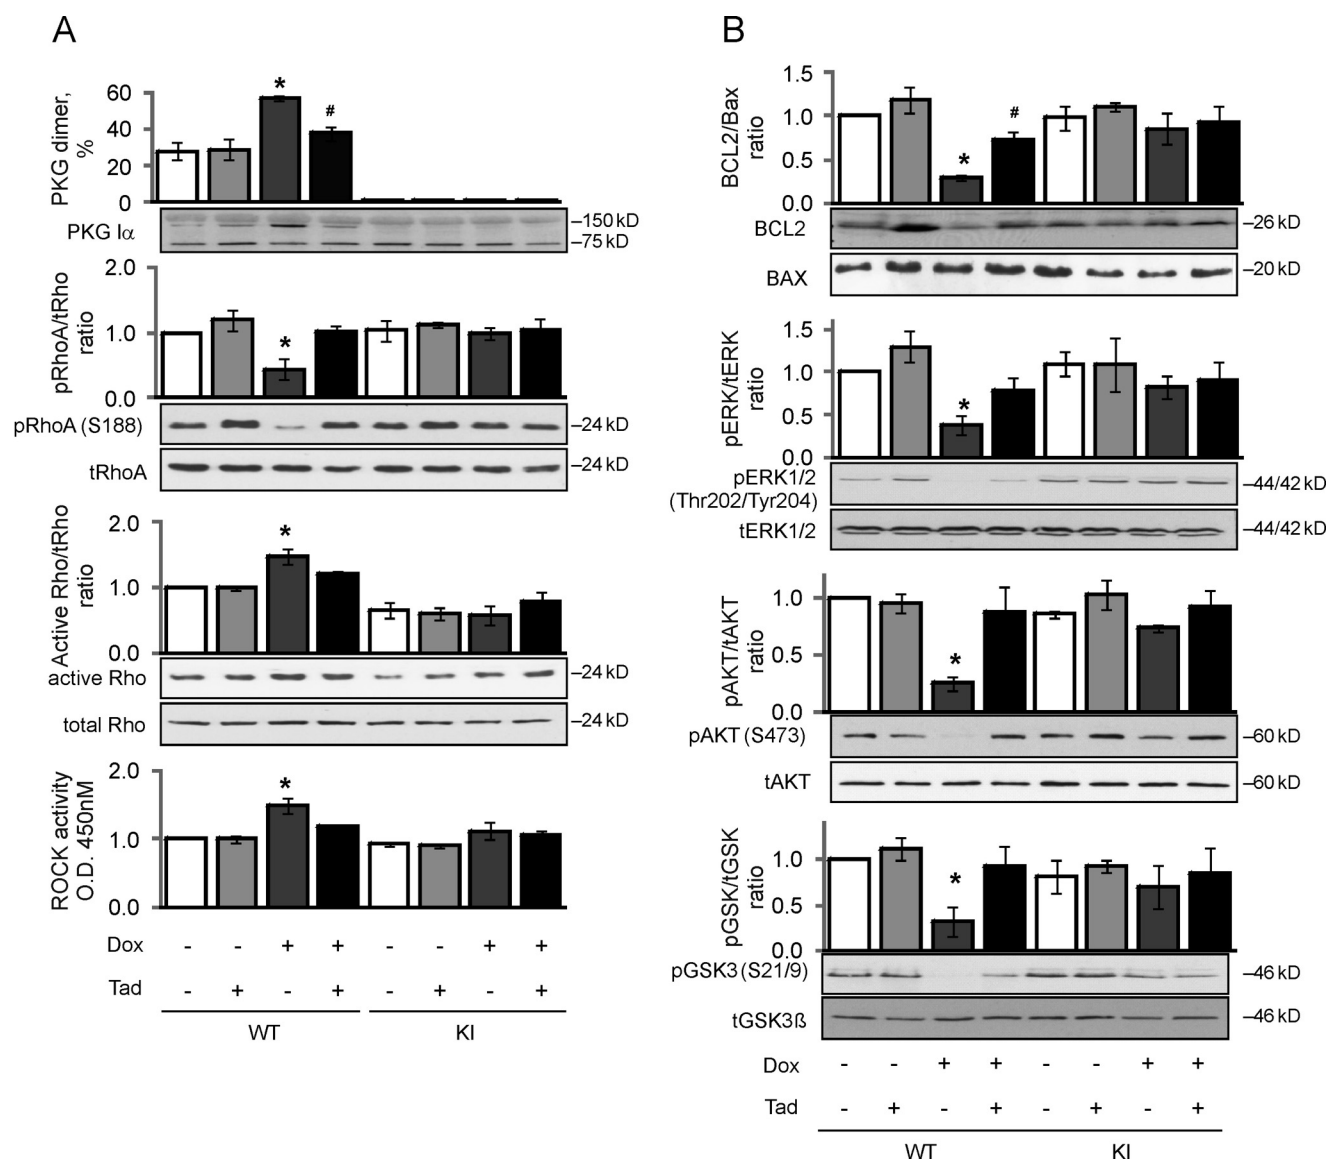 A
PKG dimer,
%
60
40
20
0
*
#
PKG Iα
–150 kD
–75 kD
pRhoA/tRho
ratio
2.0
1.0
0.0
*
pRhoA (S188)
–24 kD
tRhoA
–24 kD
Active Rho/tRho
ratio
2.0
1.0
0.0
*
active Rho
–24 kD
total Rho
–24 kD
ROCK activity
O.D. 450nM
2.0
1.0
0.0
*
Dox - - + + - - + +
Tad - + - + - + - +
WT KI
B
BCL2/Bax
ratio
1.5
1.0
0.5
0.0
*
#
BCL2
–26 kD
BAX
–20 kD
pERK/tERK
ratio
1.5
1.0
0.5
0.0
*
pERK1/2
(Thr202/Tyr204)
–44/42 kD
tERK1/2
–44/42 kD
pAKT/tAKT
ratio
1.0
0.5
0.0
*
pAKT (S473)
–60 kD
tAKT
–60 kD
pGSK/tGSK
ratio
1.0
0.5
0.0
*
pGSK3 (S21/9)
–46 kD
tGSK3ß
–46 kD
Dox - - + + - - + +
Tad - + - + - + - +
WT KI